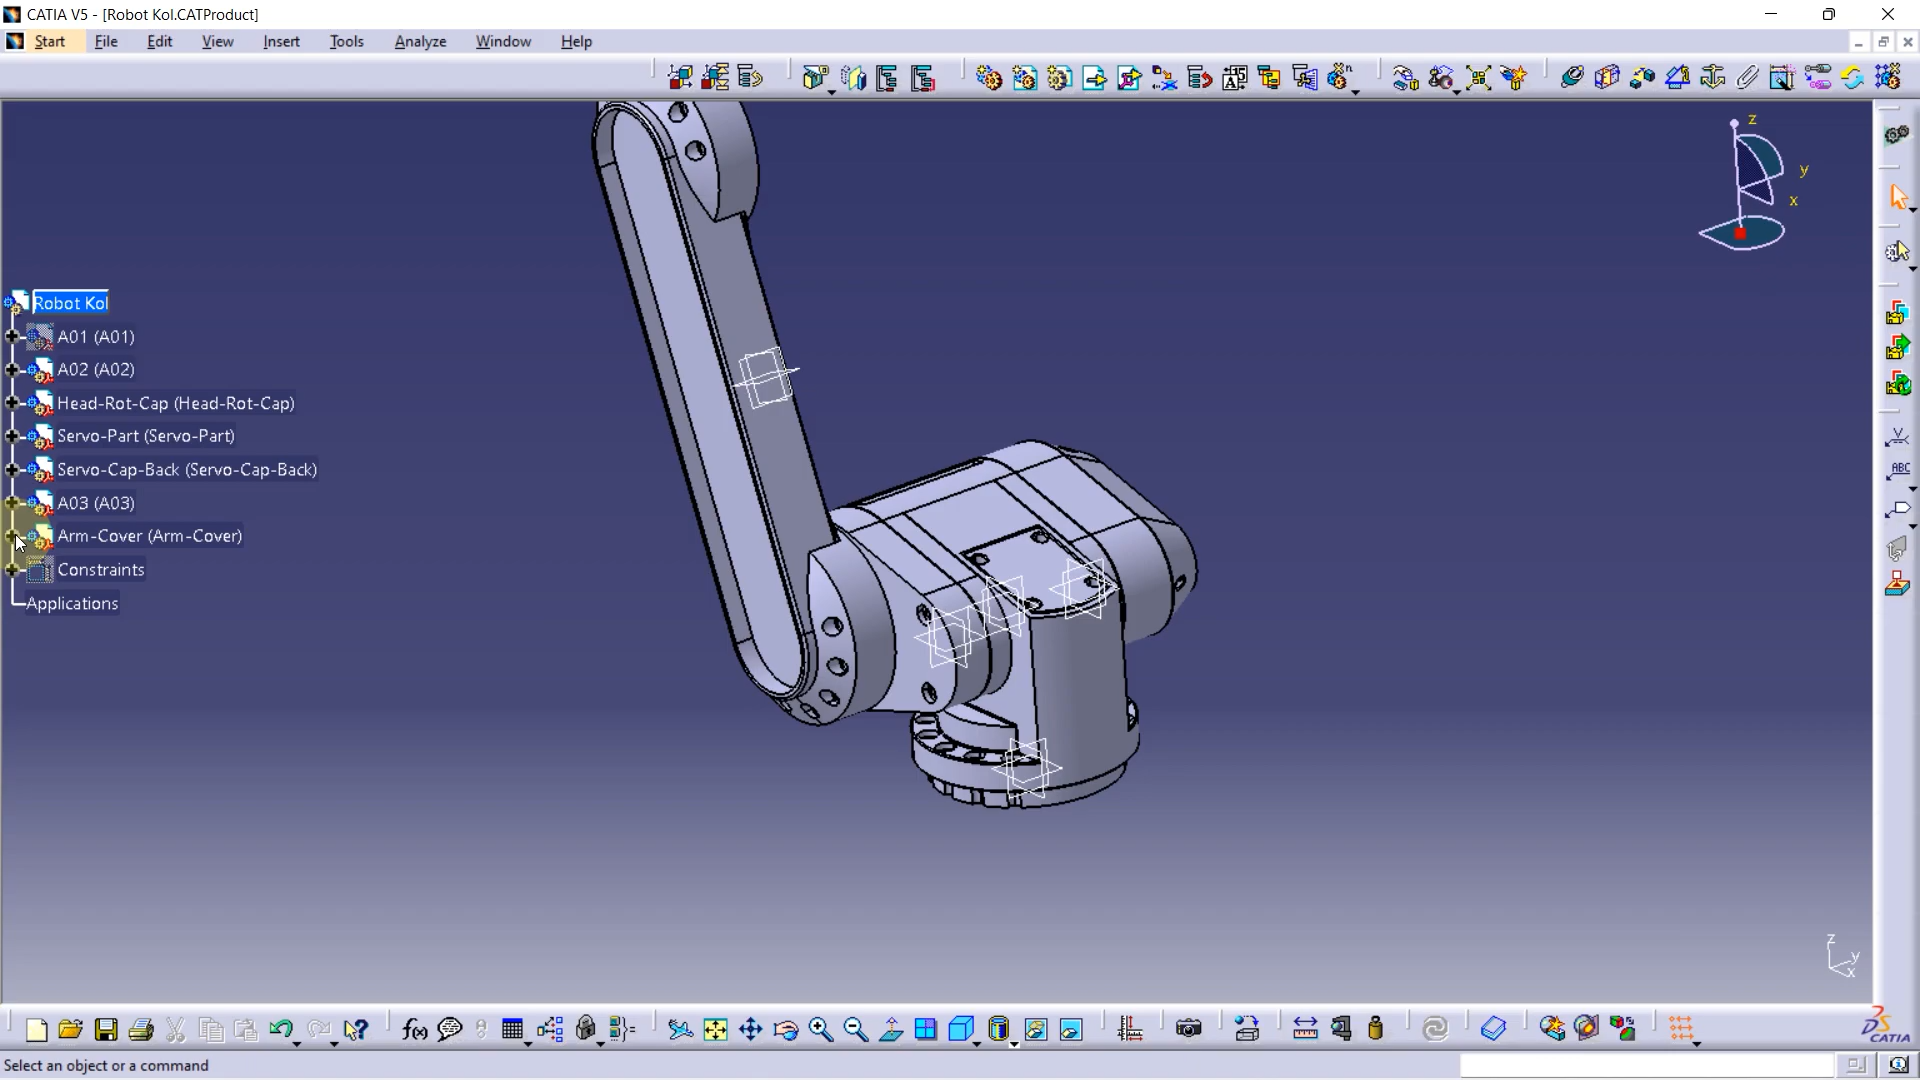 CATIA V5 - [Robot Kol.CATProduct]
Start File Edit View Insert Tools Analyze Window Help
z
y
x
Robot Kol
A01 (A01)
A02 (A02)
Head-Rot-Cap (Head-Rot-Cap)
Servo-Part (Servo-Part)
Servo-Cap-Back (Servo-Cap-Back)
A03 (A03)
Arm-Cover (Arm-Cover)
Constraints
Applications
ABC
z
y
x
f(x)
CATIA
Select an object or a command